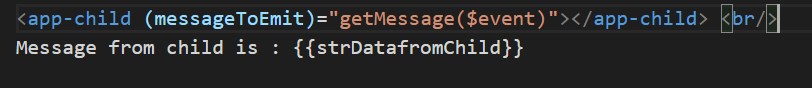 <app-child (messageToEmit)="getMessage($event)"></app-child> <br/>
Message from child is : {{strDatafromChild}}